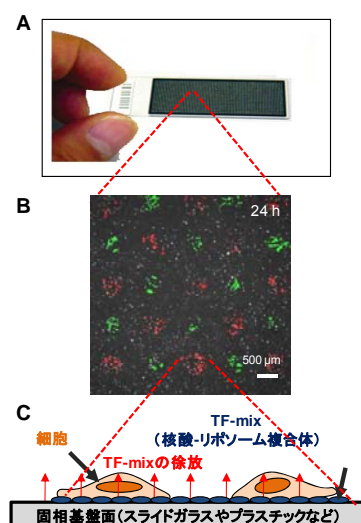 A
B
24 h
500 µm
C
TF-mix
細胞
(核酸-リポソーム複合体)
TF-mixの徐放
固相基盤面(スライドガラスやプラスチックなど)